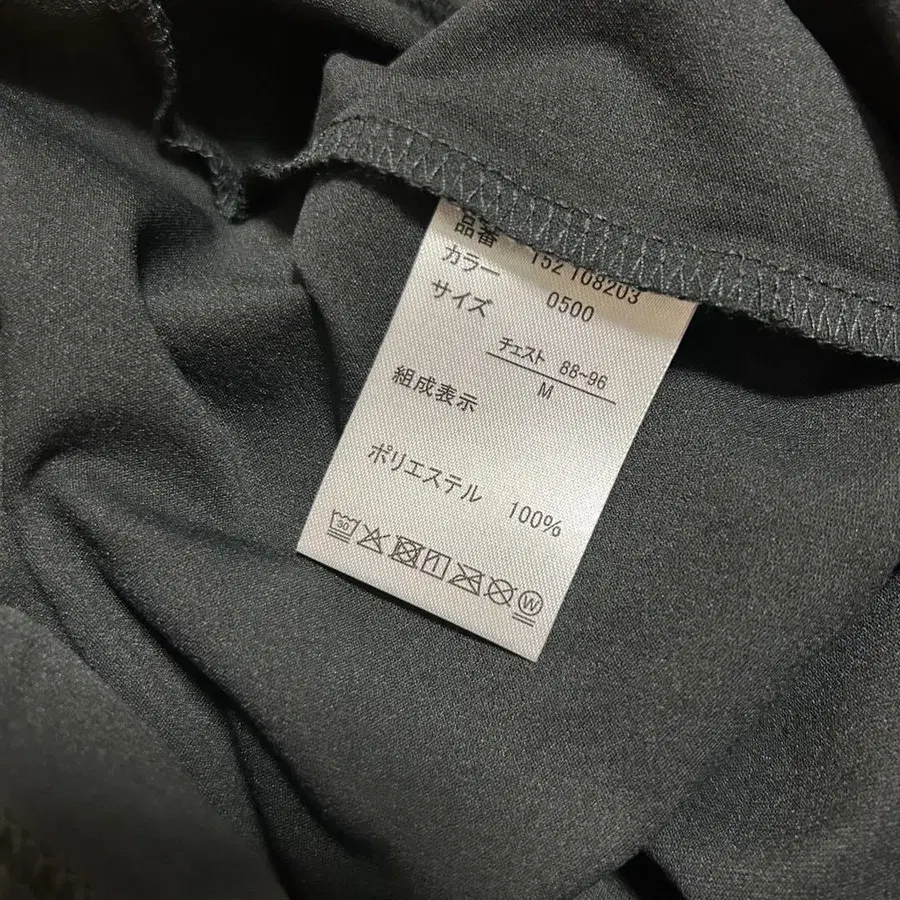 品番 152108203
カラー 0500
サイズ
チェスト 88~96
M
組成表示
ポリエステル 100%
30
W